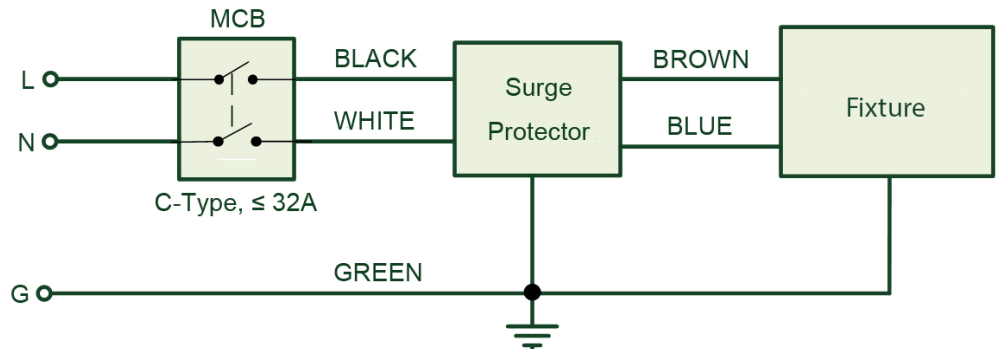 MCB
L
BLACK
Surge
Protector
BROWN
Fixture
N
WHITE
BLUE
C-Type, ≤ 32A
G
GREEN